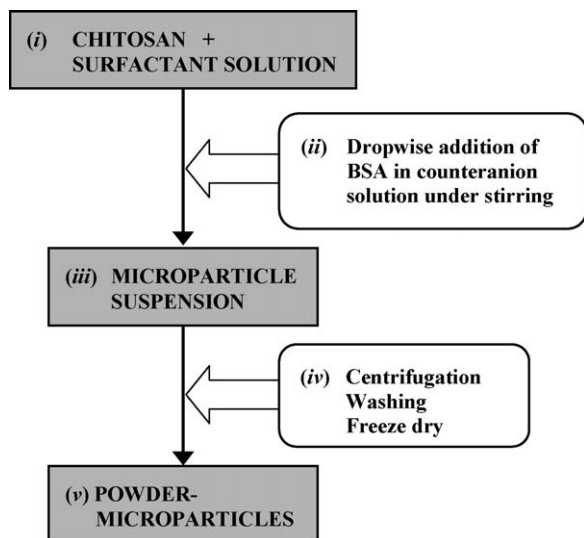 (i) CHITOSAN +
SURFACTANT SOLUTION
(ii) Dropwise addition of
BSA in counteranion
solution under stirring
(iii) MICROPARTICLE
SUSPENSION
(iv) Centrifugation
Washing
Freeze dry
(v) POWDER-
MICROPARTICLES